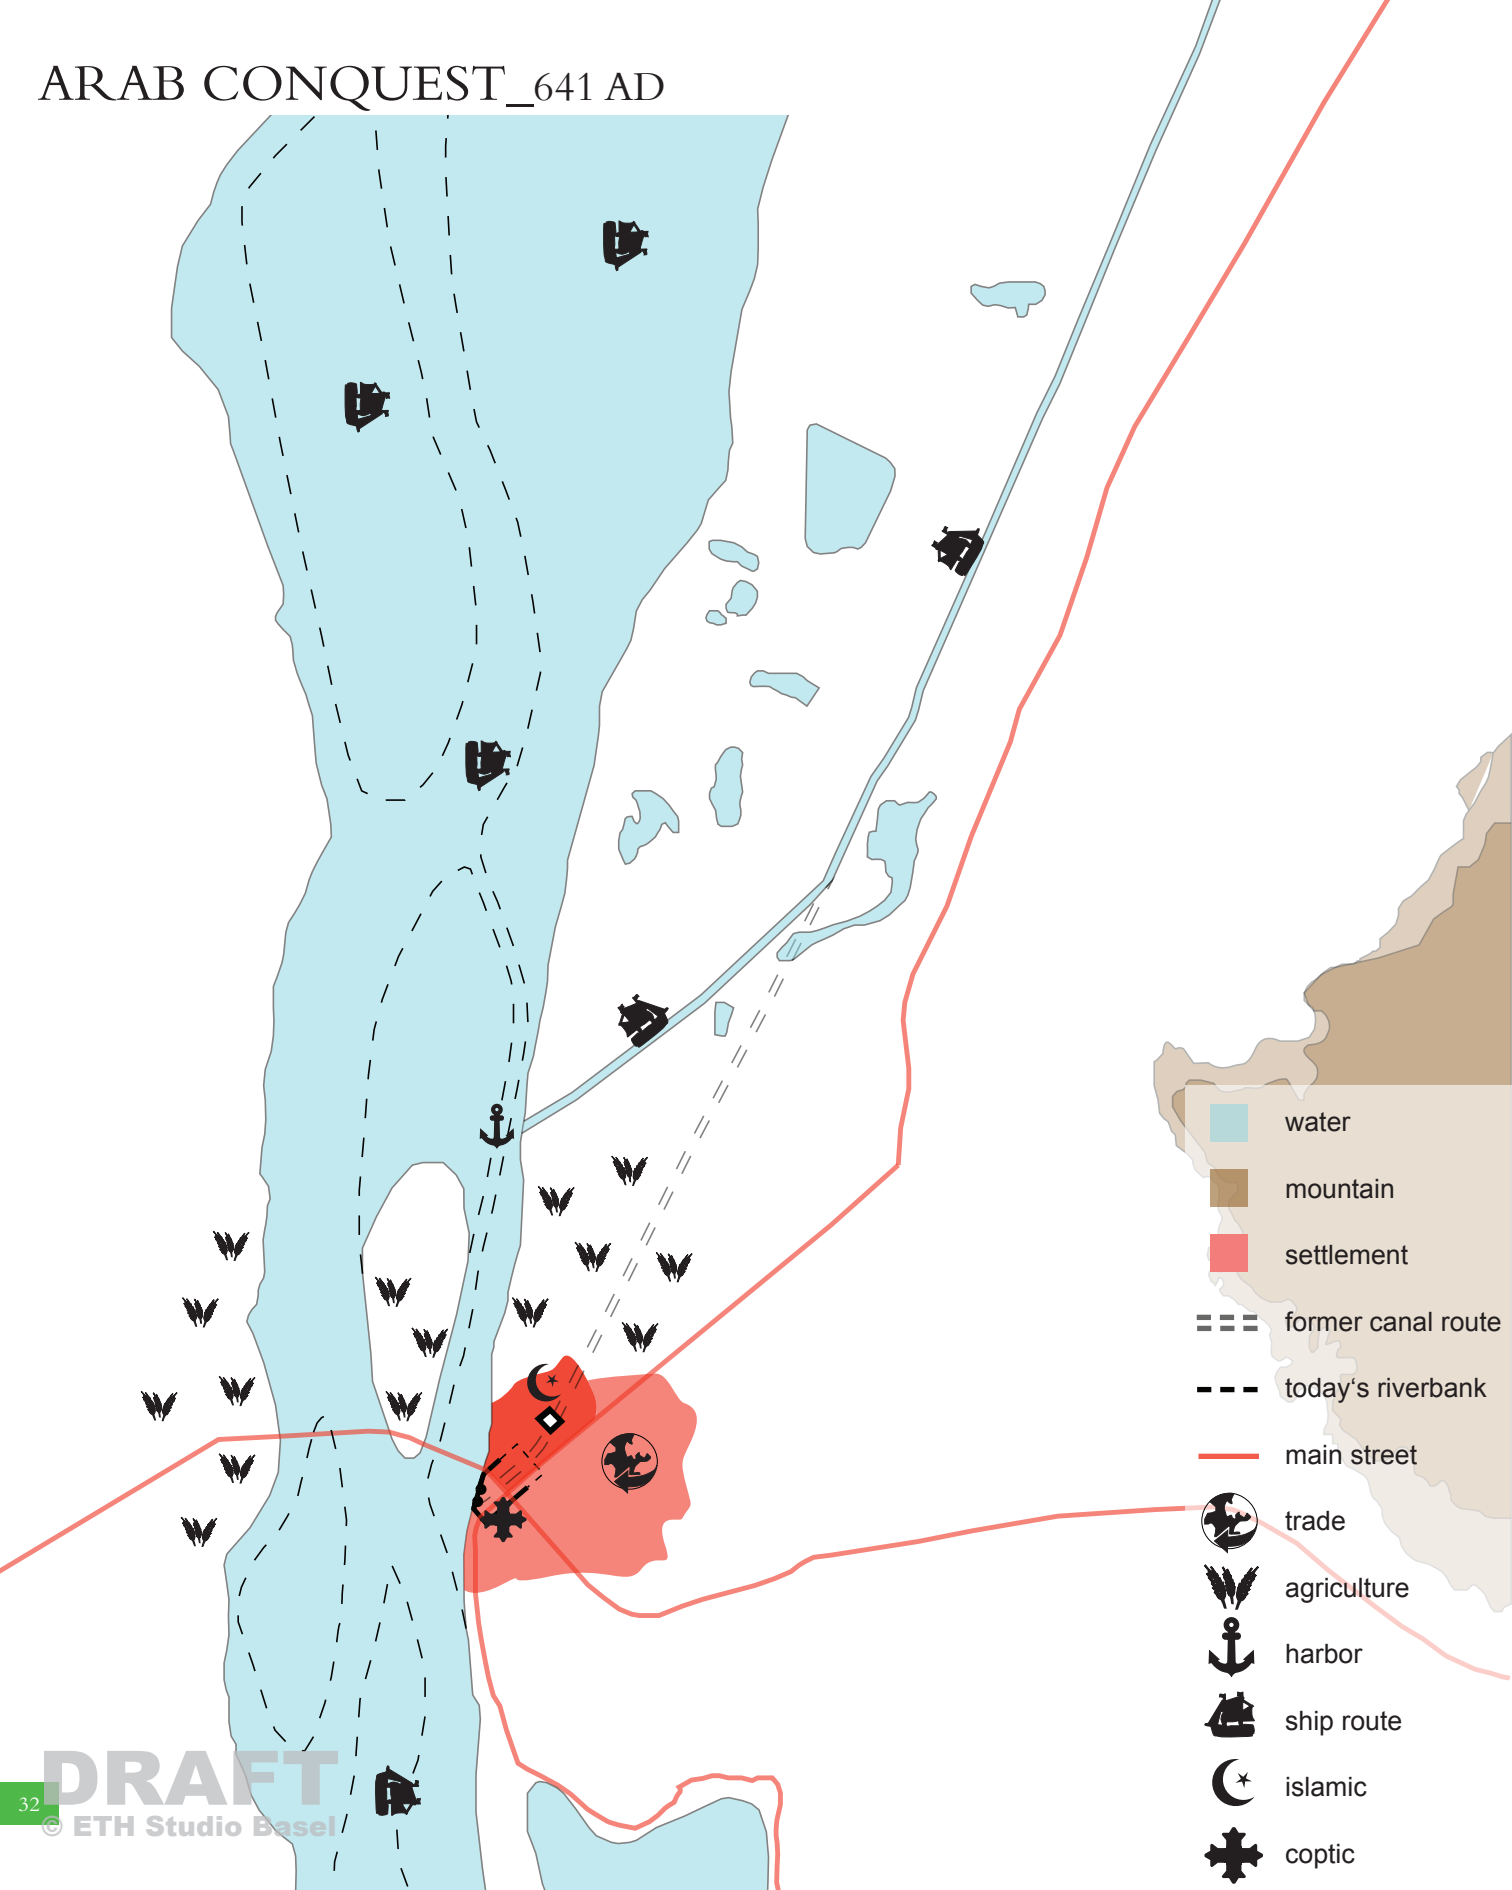 ARAB CONQUEST_641 AD
water
mountain
settlement
former canal route
today‘s riverbank
main street
trade
agriculture
harbor
ship route
islamic
coptic
DRAFT
32
© ETH Studio Basel